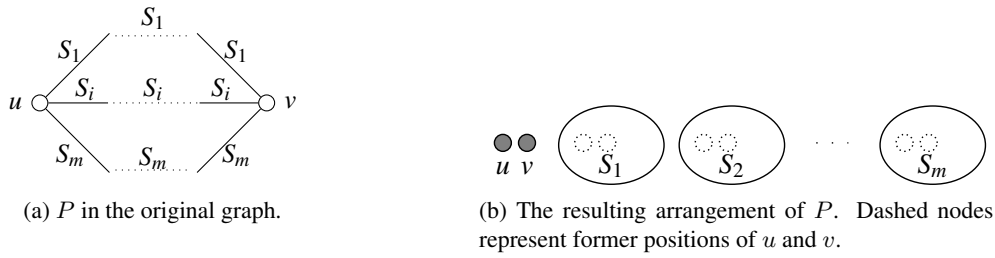 S₁
S₁ S₁
u Sᵢ Sᵢ Sᵢ v
Sₘ Sₘ Sₘ
(a) P in the original graph.
u v S₁ S₂ . . . Sₘ
(b) The resulting arrangement of P. Dashed nodes
represent former positions of u and v.